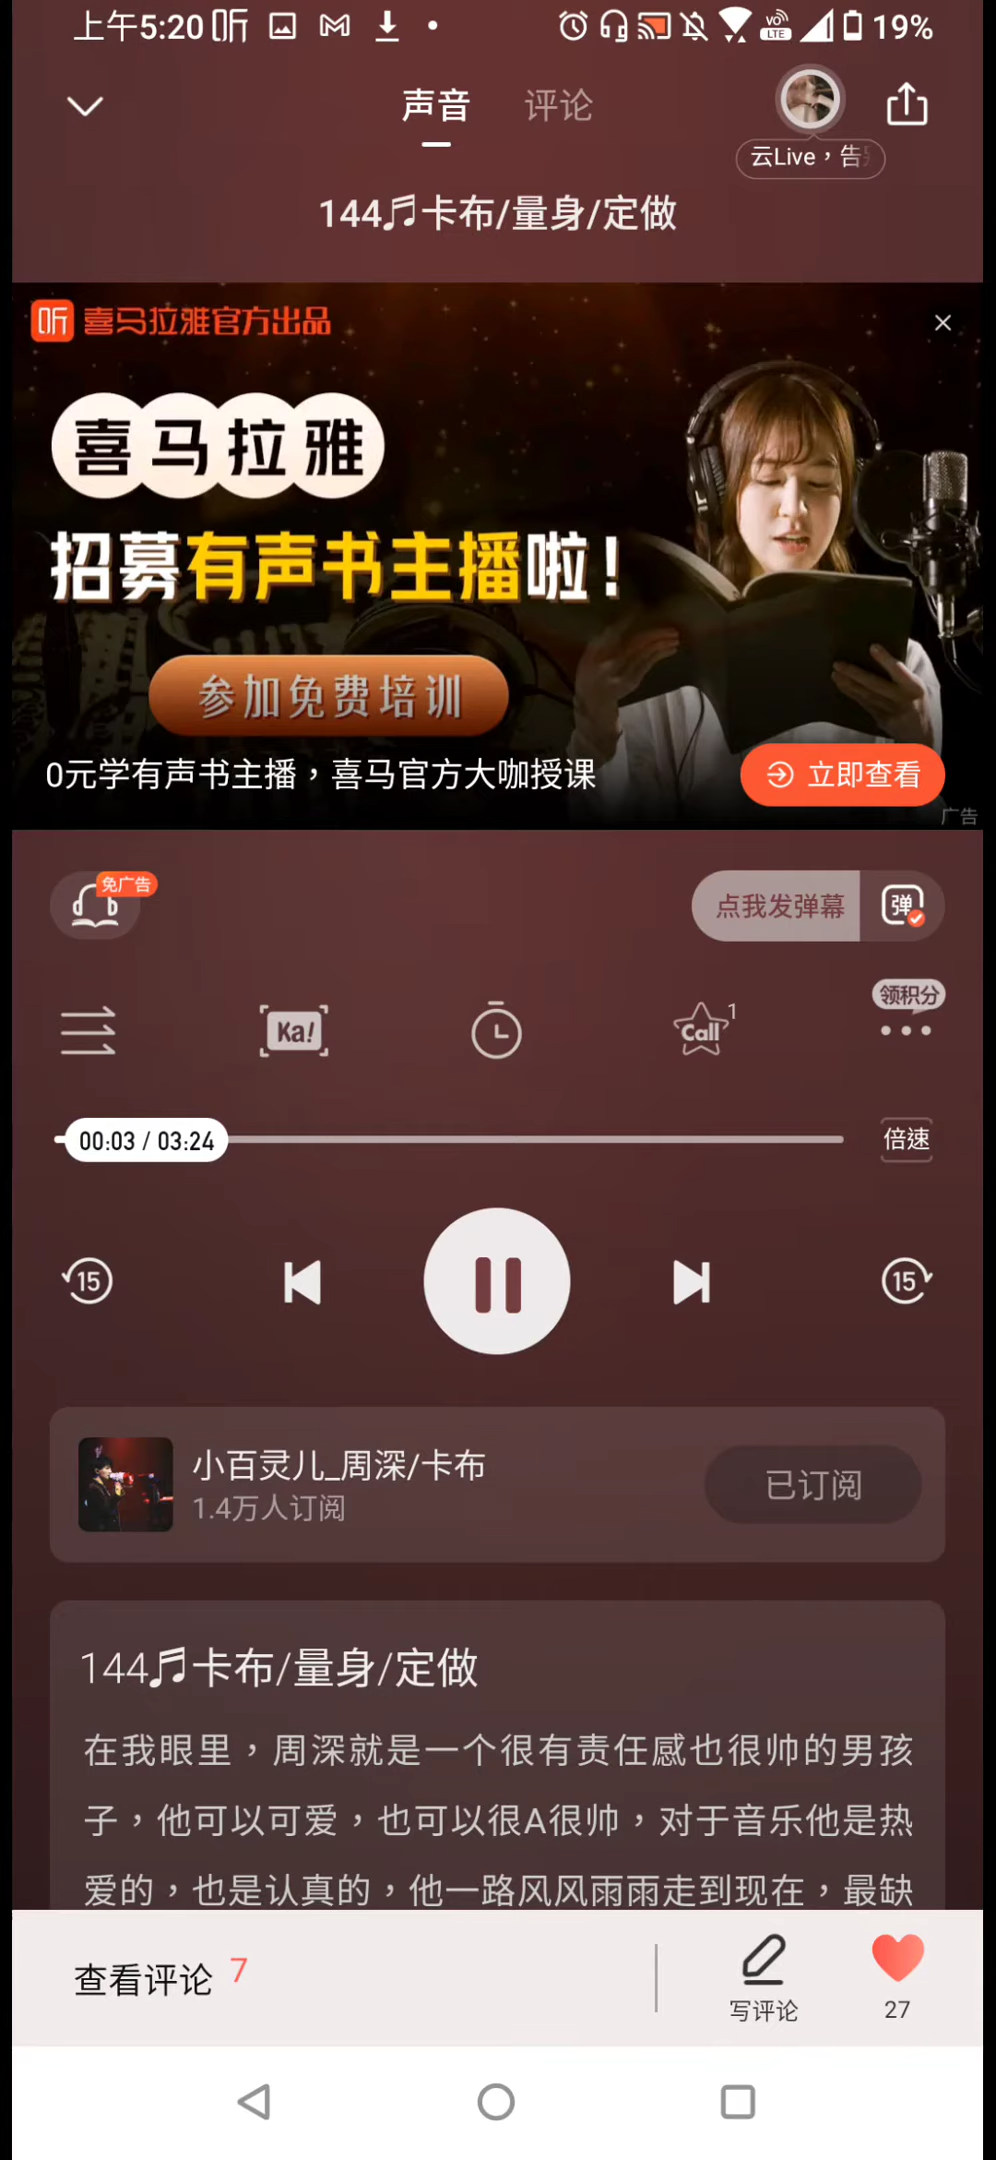 上午5:20 听 19%
声音 评论
云Live，告
144♬卡布/量身/定做
听 喜马拉雅官方出品
喜马拉雅
招募有声书主播啦！
参加免费培训
0元学有声书主播，喜马官方大咖授课
立即查看
广告
免广告
点我发弹幕 弹
领积分
Ka!
Call 1
00:03 / 03:24
倍速
15 15
小百灵儿_周深/卡布
1.4万人订阅
已订阅
144♬卡布/量身/定做
在我眼里，周深就是一个很有责任感也很帅的男孩
子，他可以可爱，也可以很A很帅，对于音乐他是热
爱的，也是认真的，他一路风风雨雨走到现在，最缺
查看评论 7
写评论
27